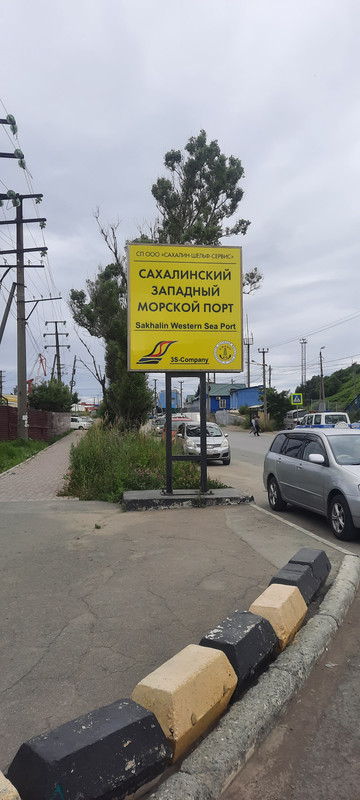 СП ООО «САХАЛИН-ШЕЛЬФ-СЕРВИС»
САХАЛИНСКИЙ
ЗАПАДНЫЙ
МОРСКОЙ ПОРТ
Sakhalin Western Sea Port
3S-Company